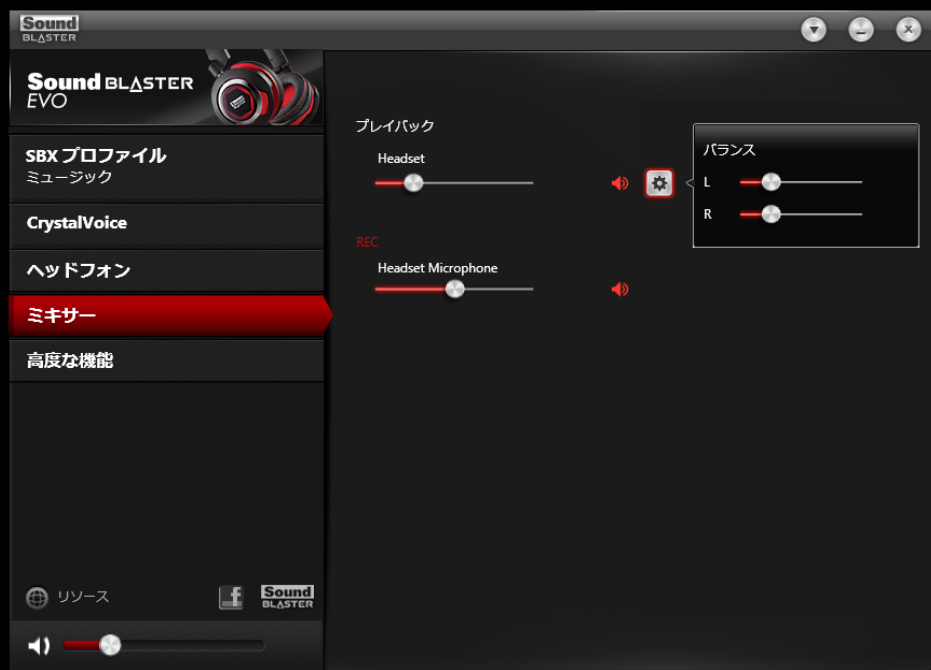 Sound
BLASTER
Sound BLASTER
EVO
SBX プロファイル
ミュージック
CrystalVoice
ヘッドフォン
ミキサー
高度な機能
リソース
f
Sound
BLASTER
プレイバック
Headset
バランス
L
R
REC
Headset Microphone